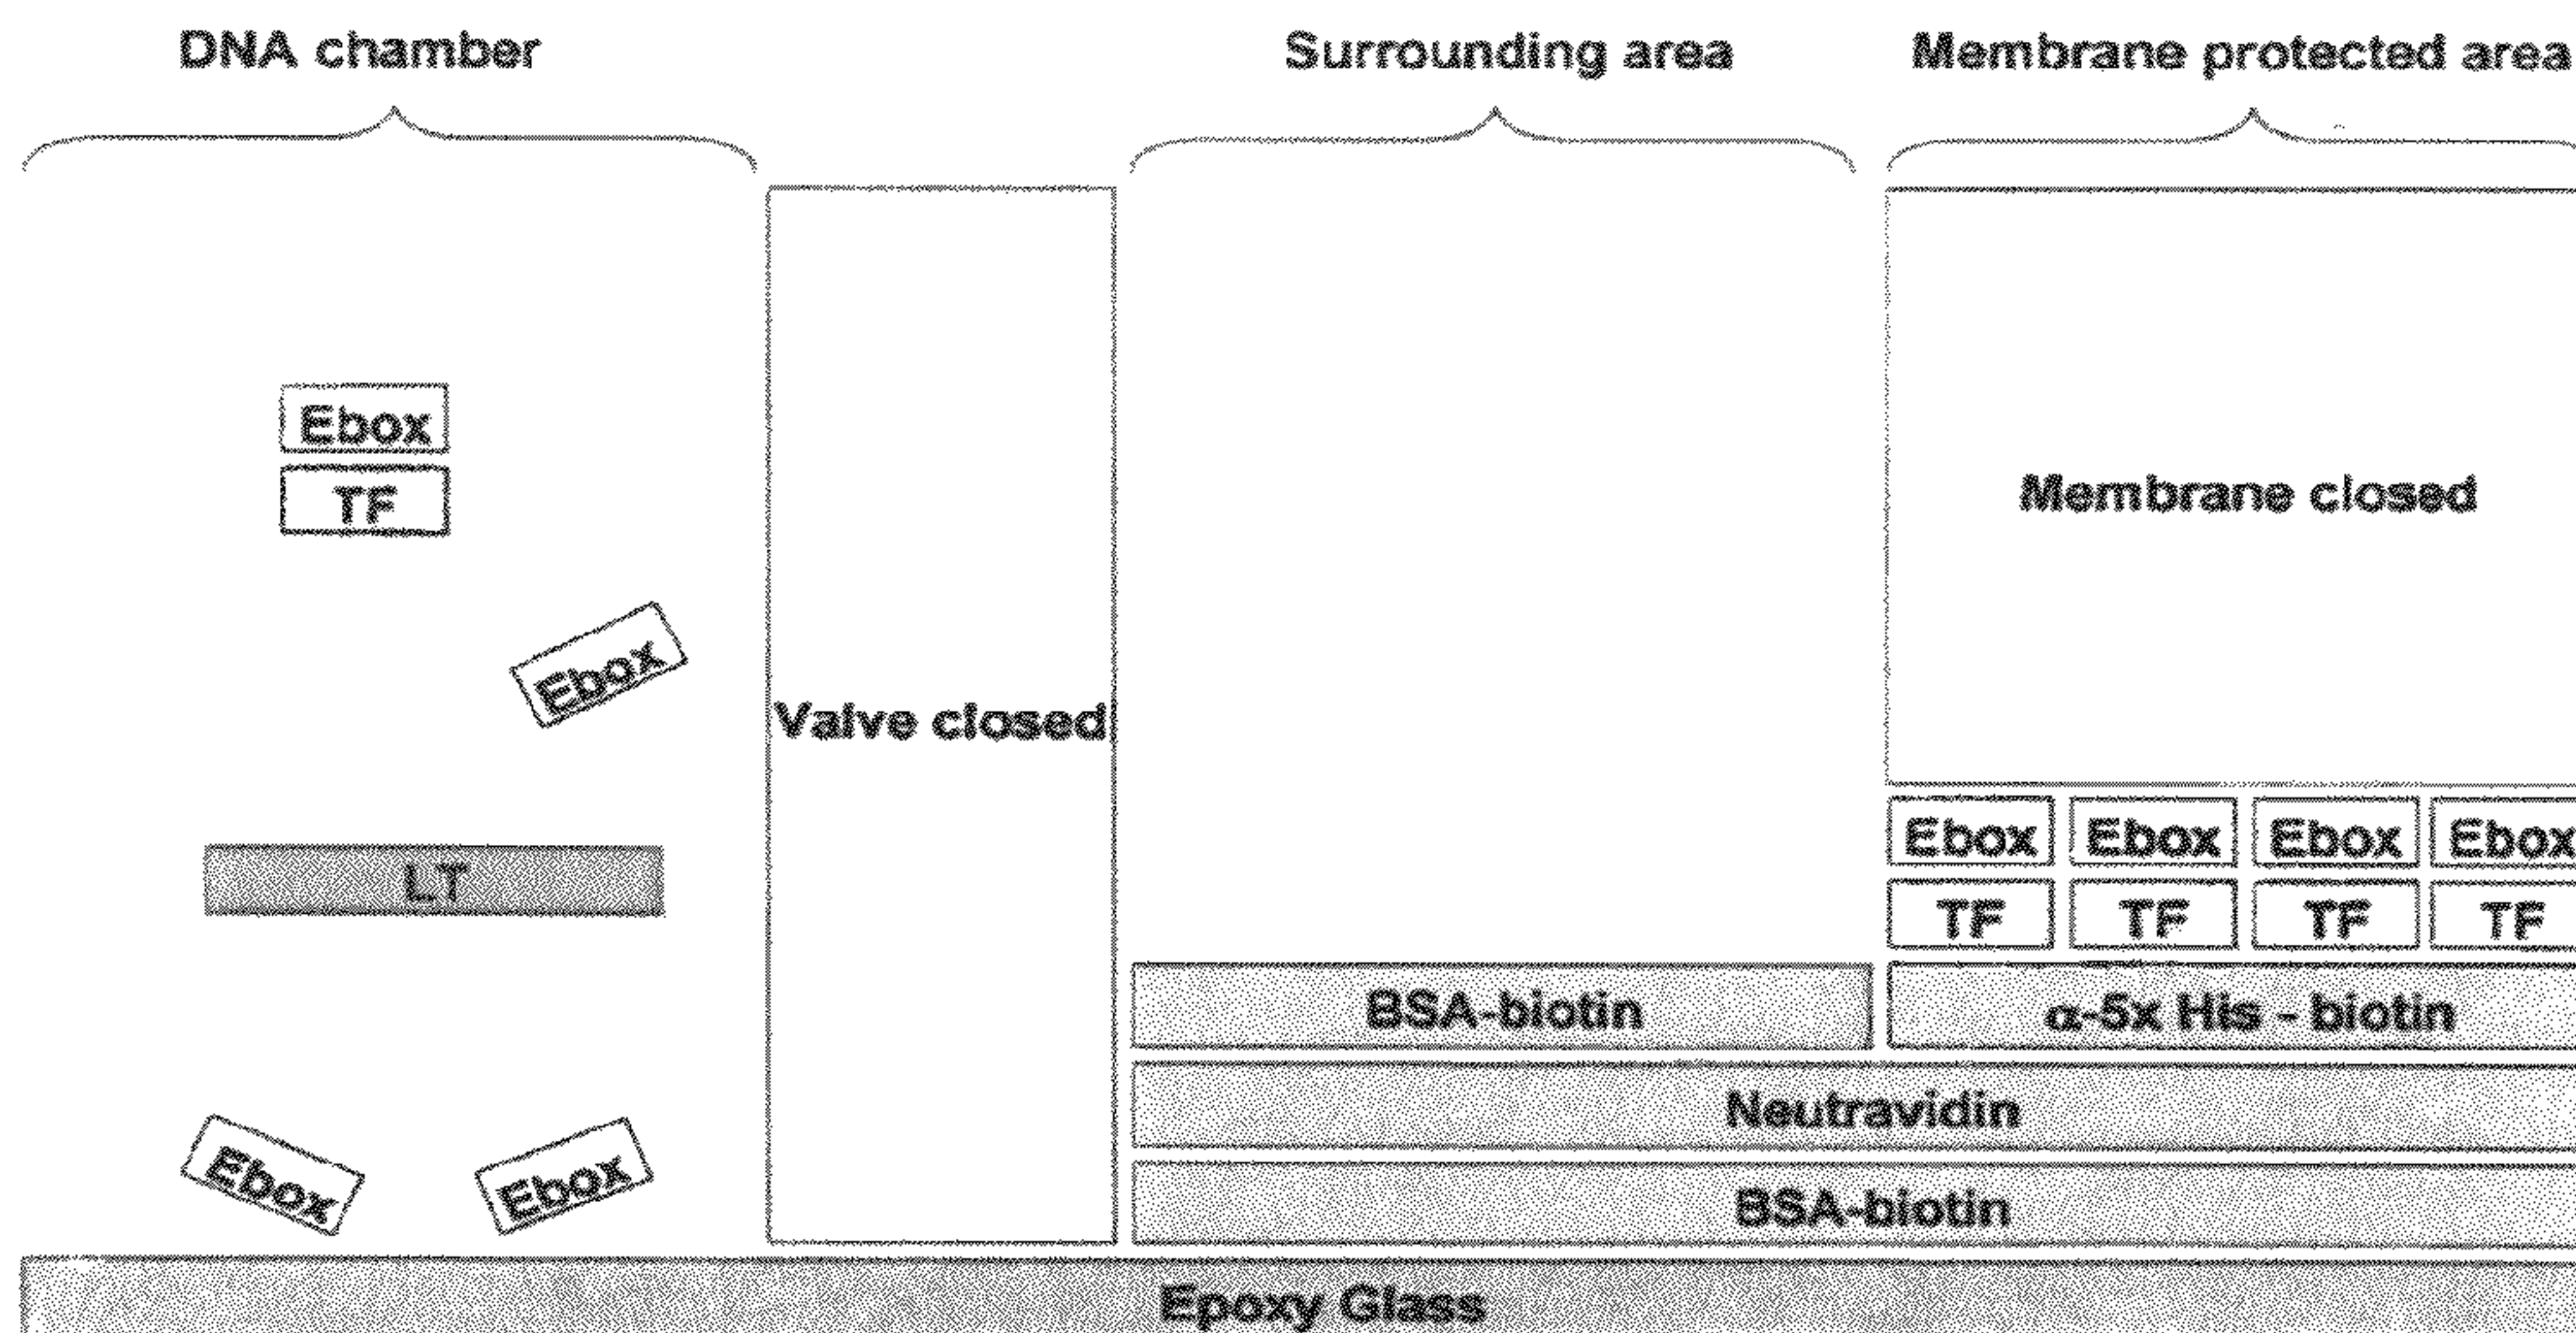 DNA chamber
Surrounding area
Membrane protected area
Ebox
TF
Membrane closed
Ebox
Valve closed
Ebox Ebox Ebox Ebox
LT
TF TF TF TF
BSA-biotin
α-5x His - biotin
Neutravidin
Ebox
Ebox
BSA-biotin
Epoxy Glass